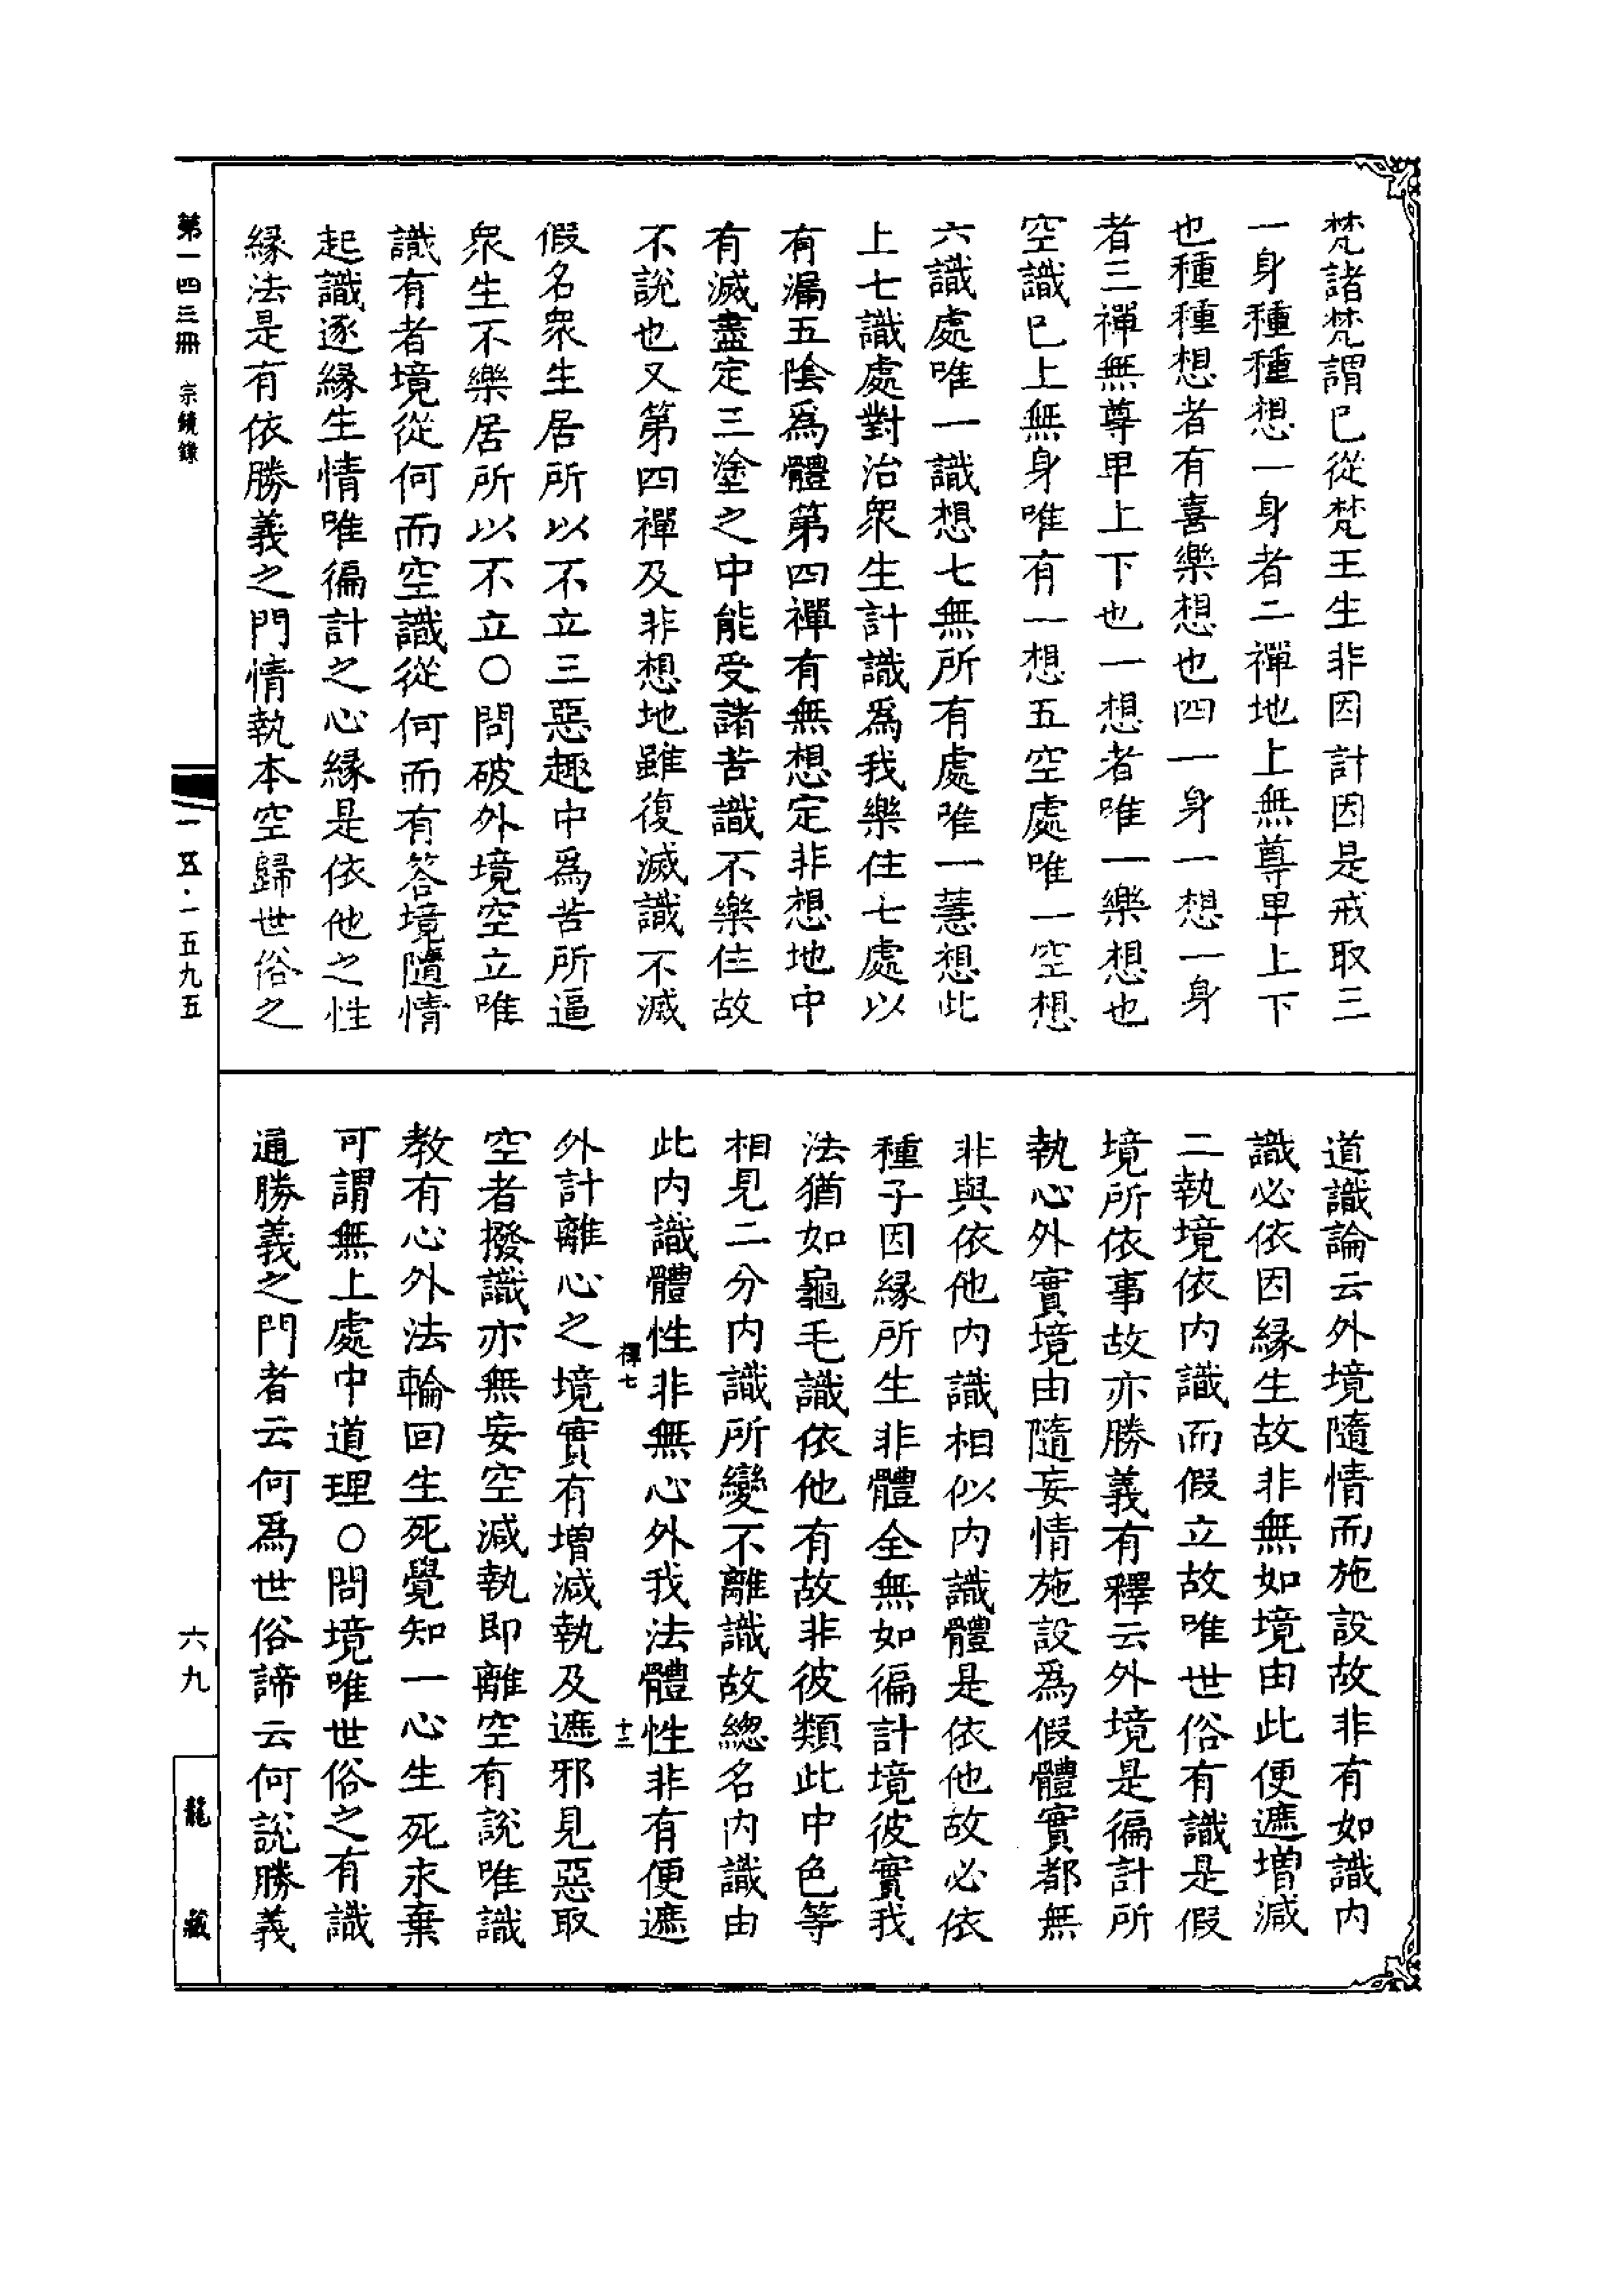 梵諸梵謂已從梵王生非因計因是戒取三
一身種種想一身者二禪地上無尊卑上下
也種種想者有喜樂想也四一身一想一身
者三禪無尊卑上下也一想者唯一樂想也
空識已上無身唯有一想五空處唯一空想
六識處唯一識想七無所有處唯一慧想此
上七識處對治衆生計識爲我樂住七處以
有漏五陰爲體第四禪有無想定非想地中
有滅盡定三塗之中能受諸苦識不樂住故
不說也又第四禪及非想地雖復滅識不滅
假名衆生居所以不立三惡趣中爲苦所逼
衆生不樂居所以不立○問破外境空立唯
識有者境從何而空識從何而有答境隨情
起識逐緣生情唯徧計之心緣是依他之性
緣法是有依勝義之門情執本空歸世俗之
道識論云外境隨情而施設故非有如識內
識必依因緣生故非無如境由此便遮增減
二執境依內識而假立故唯世俗有識是假
境所依事故亦勝義有釋云外境是徧計所
執心外實境由隨妄情施設爲假體實都無
非與依他內識相似內識體是依他故必依
種子因緣所生非體全無如徧計境彼實我
法猶如龜毛識依他有故非彼類此中色等
相見二分內識所變不離識故總名內識由
此內識體性非無心外我法體性非有便遮
外計離心之境實有增減執及遮邪見惡取
空者撥識亦無妄空減執即離空有說唯識
教有心外法輪回生死覺知一心生死永棄
可謂無上處中道理○問境唯世俗之有識
通勝義之門者云何爲世俗諦云何說勝義
禪七
十三
第一四三冊 宗鏡錄
一五·一五九五
六九
龍藏